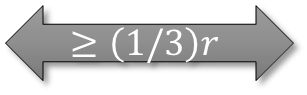 ≥ (1/3)r